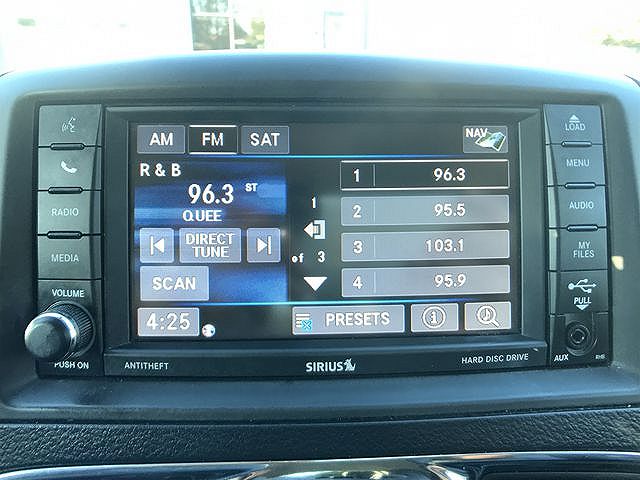 AM FM SAT NAV
R & B
96.3 ST
QUEE
DIRECT
TUNE
SCAN
4:25
1
of 3
1 96.3
2 95.5
3 103.1
4 95.9
PRESETS
RADIO
MEDIA
VOLUME
PUSH ON
LOAD
MENU
AUDIO
MY
FILES
PULL
AUX RHB
ANTITHEFT
SIRIUS
HARD DISC DRIVE